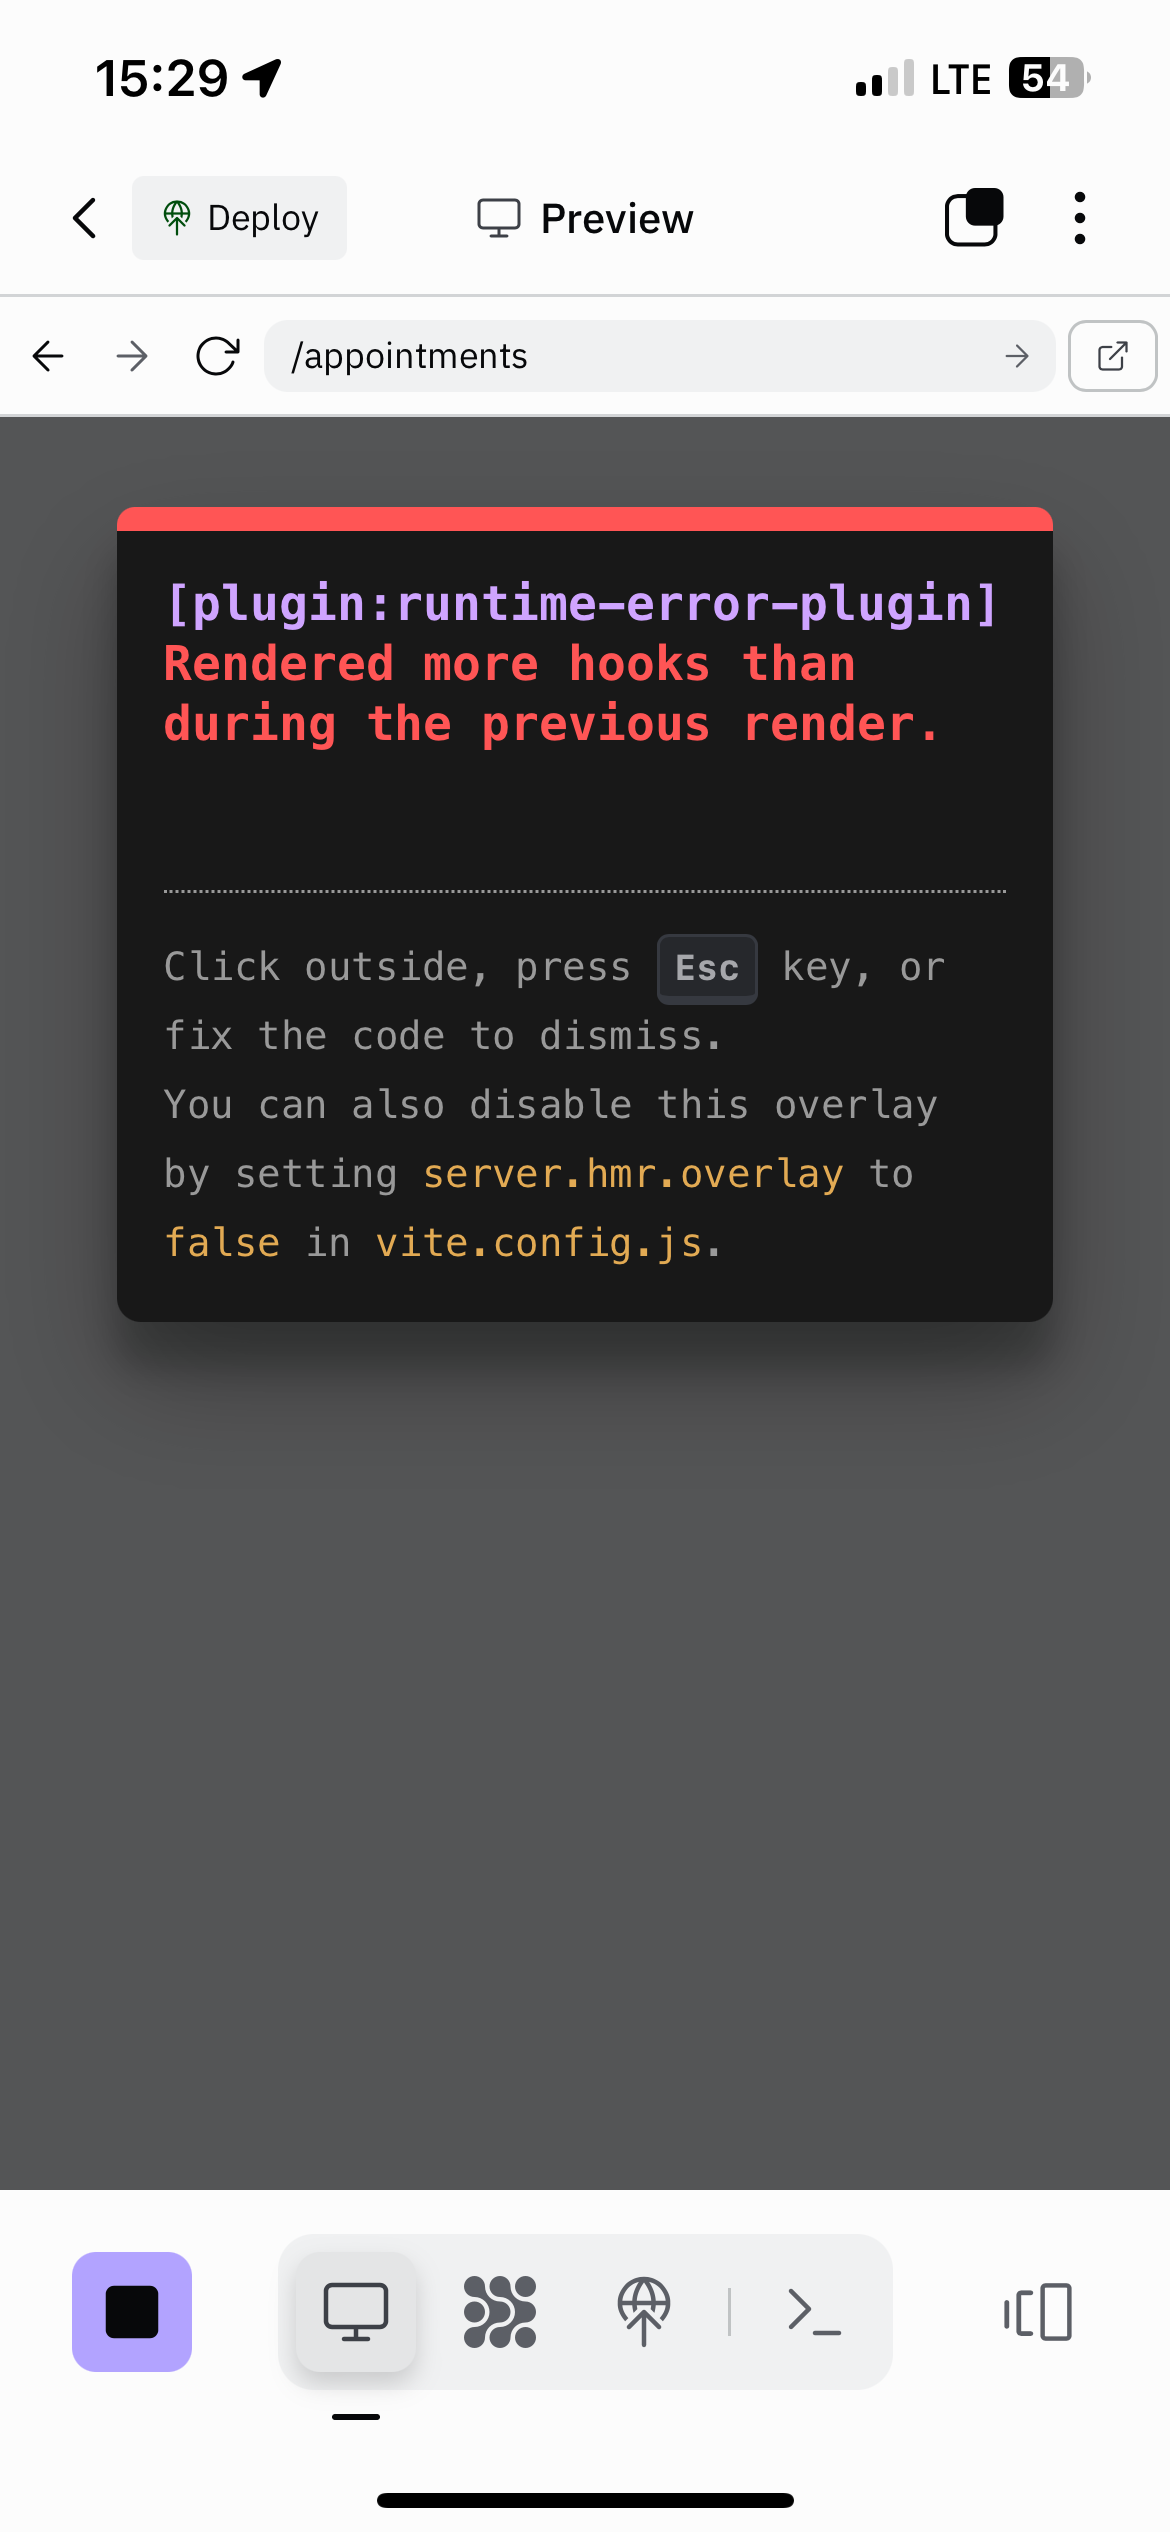 15:29
LTE 54
Deploy
Preview
/appointments
[plugin:runtime-error-plugin]
Rendered more hooks than
during the previous render.
Click outside, press Esc key, or
fix the code to dismiss.
You can also disable this overlay
by setting server.hmr.overlay to
false in vite.config.js.